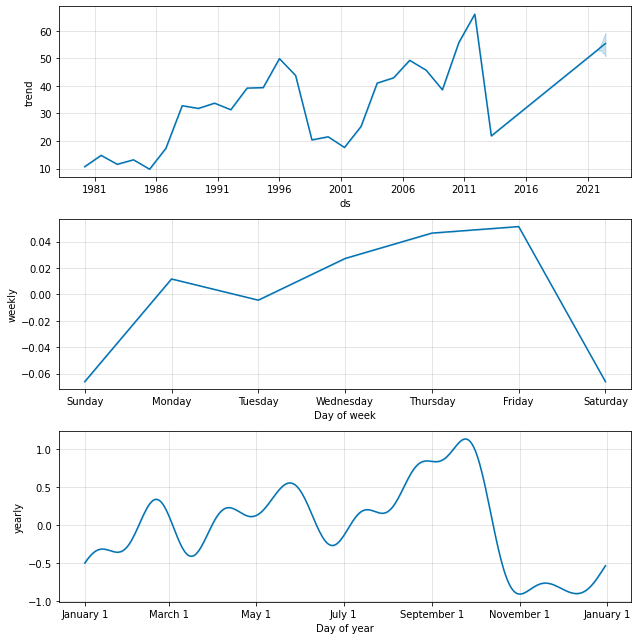 60
50
40
30
20
10
trend
1981 1986 1991 1996 2001 2006 2011 2016 2021
ds
0.04
0.02
0.00
−0.02
−0.04
−0.06
weekly
Sunday Monday Tuesday Wednesday Thursday Friday Saturday
Day of week
1.0
0.5
0.0
−0.5
−1.0
yearly
January 1 March 1 May 1 July 1 September 1 November 1 January 1
Day of year